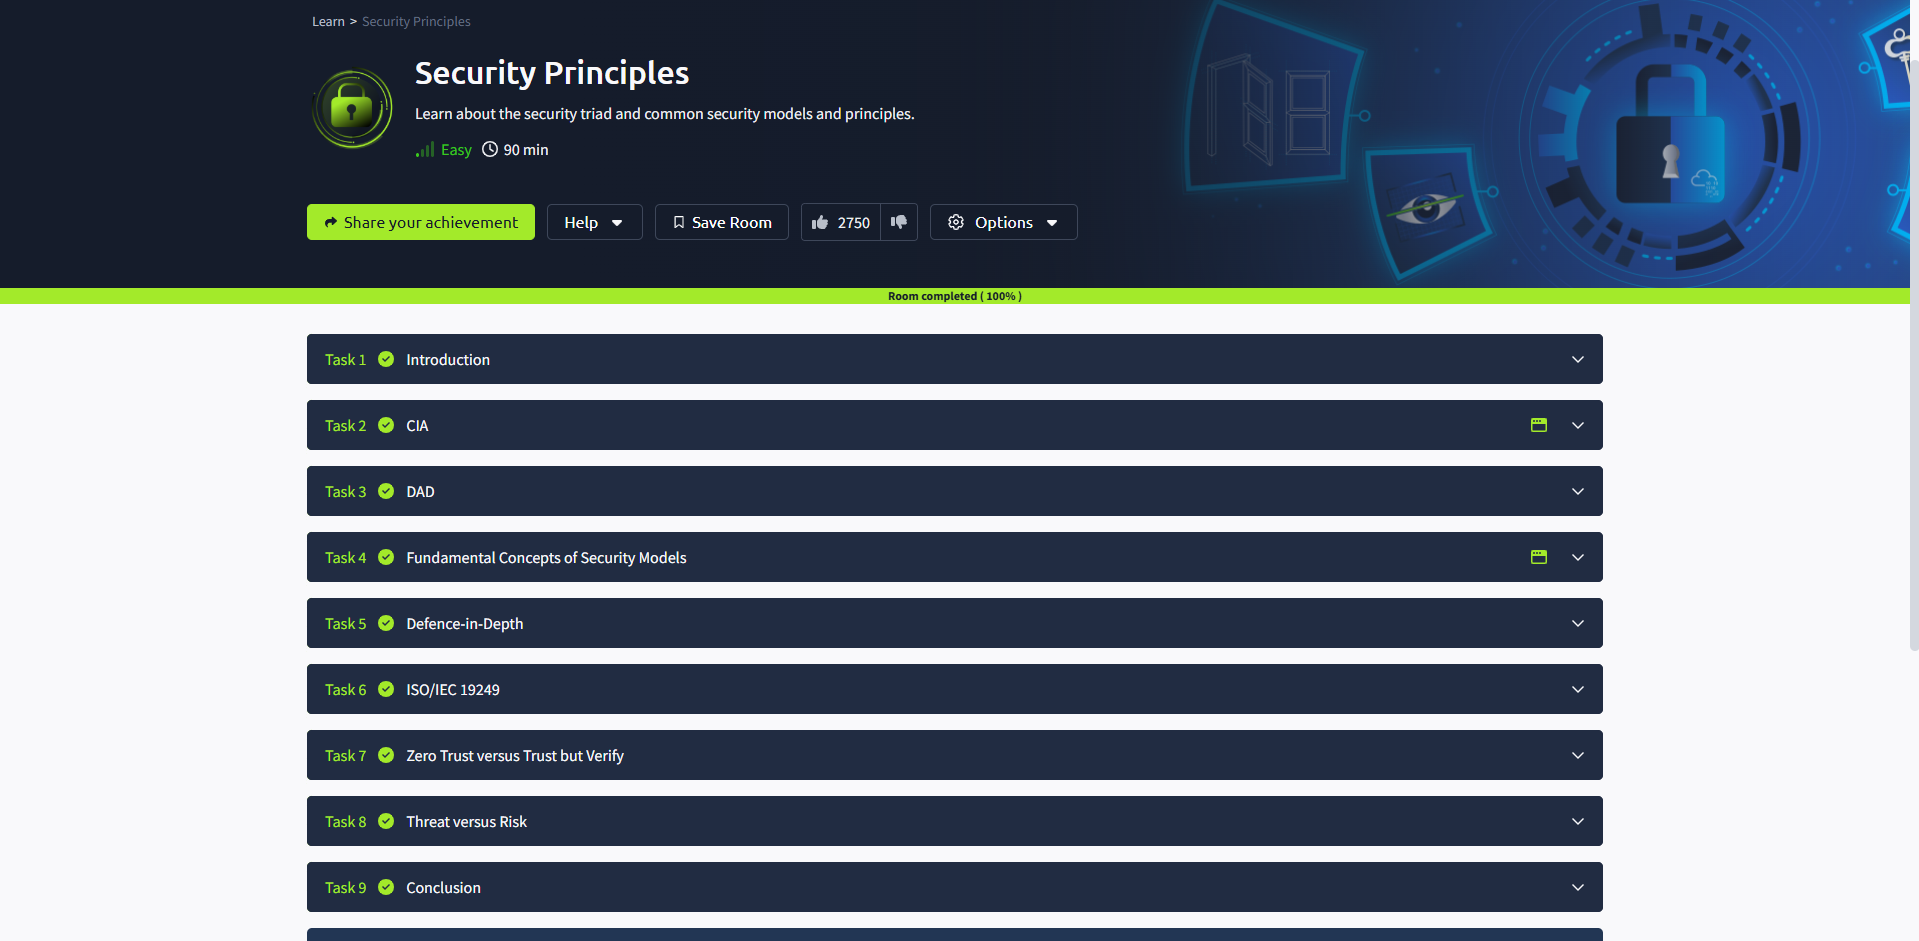 Learn > Security Principles
Security Principles
Learn about the security triad and common security models and principles.
Easy 90 min
Share your achievement Help Save Room 2750 Options
Room completed ( 100% )
Task 1 Introduction
Task 2 CIA
Task 3 DAD
Task 4 Fundamental Concepts of Security Models
Task 5 Defence-in-Depth
Task 6 ISO/IEC 19249
Task 7 Zero Trust versus Trust but Verify
Task 8 Threat versus Risk
Task 9 Conclusion